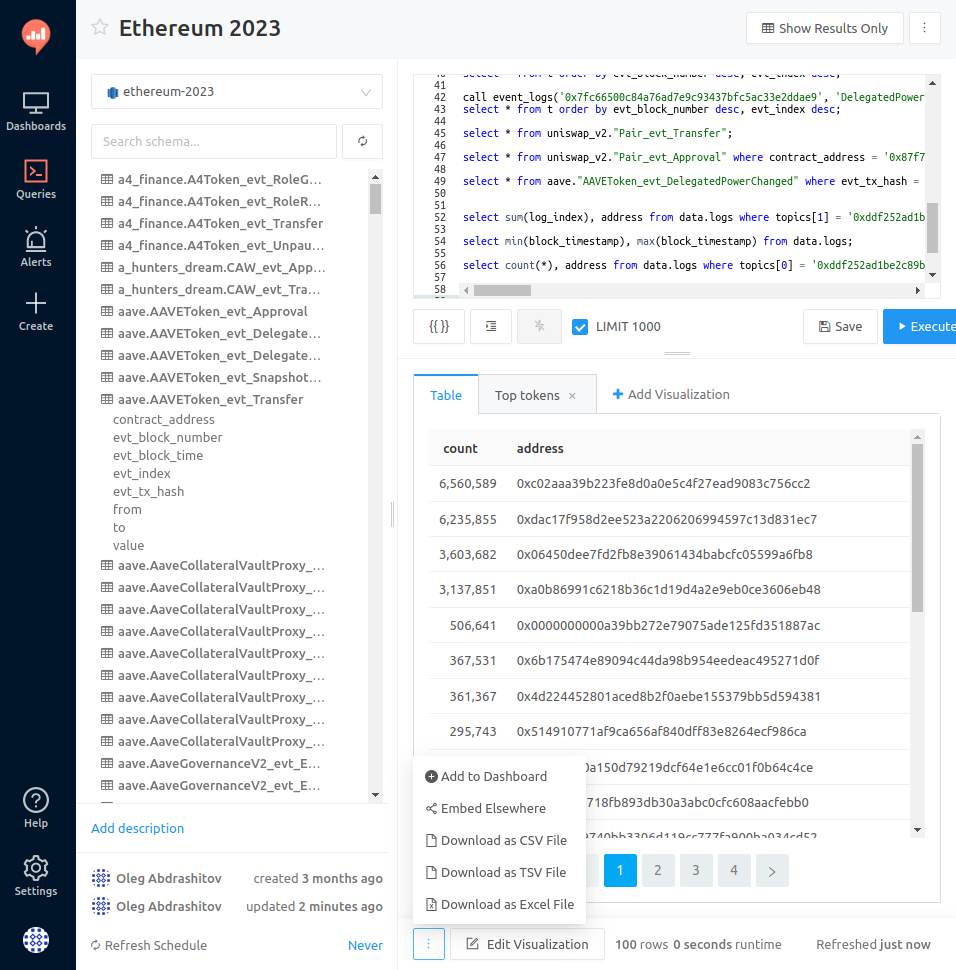 Ethereum 2023
Show Results Only
Dashboards
Queries
Alerts
Create
Help
Settings
ethereum-2023
Search schema...
a4_finance.A4Token_evt_RoleG...
a4_finance.A4Token_evt_RoleR...
a4_finance.A4Token_evt_Transfer
a4_finance.A4Token_evt_Unpau...
a_hunters_dream.CAW_evt_App...
a_hunters_dream.CAW_evt_Tra...
aave.AAVEToken_evt_Approval
aave.AAVEToken_evt_Delegate...
aave.AAVEToken_evt_Delegate...
aave.AAVEToken_evt_Snapshot...
aave.AAVEToken_evt_Transfer
contract_address
evt_block_number
evt_block_time
evt_index
evt_tx_hash
from
to
value
aave.AaveCollateralVaultProxy_...
aave.AaveCollateralVaultProxy_...
aave.AaveCollateralVaultProxy_...
aave.AaveCollateralVaultProxy_...
aave.AaveCollateralVaultProxy_...
aave.AaveCollateralVaultProxy_...
aave.AaveCollateralVaultProxy_...
aave.AaveCollateralVaultProxy_...
aave.AaveCollateralVaultProxy_...
aave.AaveGovernanceV2_evt_E...
aave.AaveGovernanceV2_evt_E...
Add description
Oleg Abdrashitov created 3 months ago
Oleg Abdrashitov updated 2 minutes ago
Refresh Schedule Never
40 select * from t order by evt_block_number desc, evt_index desc;
41
42 call event_logs('0x7fc66500c84a76ad7e9c93437bfc5ac33e2ddae9', 'DelegatedPower
43 select * from t order by evt_block_number desc, evt_index desc;
44
45 select * from uniswap_v2."Pair_evt_Transfer";
46
47 select * from uniswap_v2."Pair_evt_Approval" where contract_address = '0x87f7
48
49 select * from aave."AAVEToken_evt_DelegatedPowerChanged" where evt_tx_hash =
50
51
52 select sum(log_index), address from data.logs where topics[1] = '0xddf252ad1b
53
54 select min(block_timestamp), max(block_timestamp) from data.logs;
55
56 select count(*), address from data.logs where topics[0] = '0xddf252ad1be2c89b
57
58
{{ }} LIMIT 1000 Save Execute
Table Top tokens × Add Visualization
count address
6,560,589 0xc02aaa39b223fe8d0a0e5c4f27ead9083c756cc2
6,235,855 0xdac17f958d2ee523a2206206994597c13d831ec7
3,603,682 0x06450dee7fd2fb8e39061434babcfc05599a6fb8
3,137,851 0xa0b86991c6218b36c1d19d4a2e9eb0ce3606eb48
506,641 0x0000000000a39bb272e79075ade125fd351887ac
367,531 0x6b175474e89094c44da98b954eedeac495271d0f
361,367 0x4d224452801aced8b2f0aebe155379bb5d594381
295,743 0x514910771af9ca656af840dff83e8264ecf986ca
0a150d79219dcf64e1e6cc01f0b64c4ce
718fb893db30a3abc0cfc608aacfebb0
Add to Dashboard
Embed Elsewhere
Download as CSV File
Download as TSV File
Download as Excel File
1 2 3 4 >
Edit Visualization 100 rows 0 seconds runtime Refreshed just now